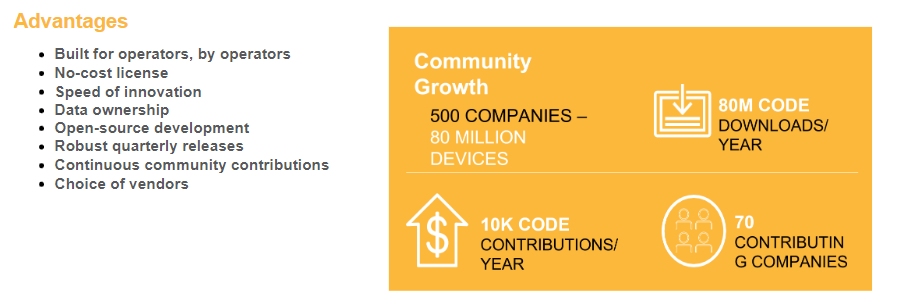 Advantages
Built for operators, by operators
No-cost license
Speed of innovation
Data ownership
Open-source development
Robust quarterly releases
Continuous community contributions
Choice of vendors
Community
Growth
500 COMPANIES –
80 MILLION
DEVICES
80M CODE
DOWNLOADS/
YEAR
$
10K CODE
CONTRIBUTIONS/
YEAR
70
CONTRIBUTIN
G COMPANIES